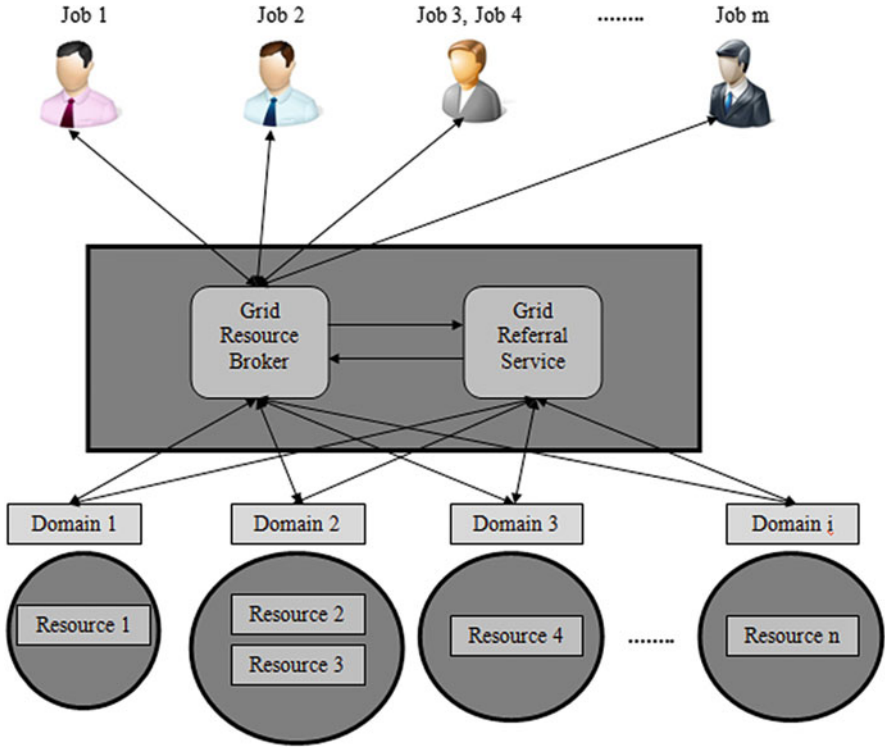 Job 1
Job 2
Job 3, Job 4
........
Job m
Grid
Resource
Broker
Grid
Referral
Service
Domain 1
Domain 2
Domain 3
Domain i
Resource 1
Resource 2
Resource 3
Resource 4
........
Resource n